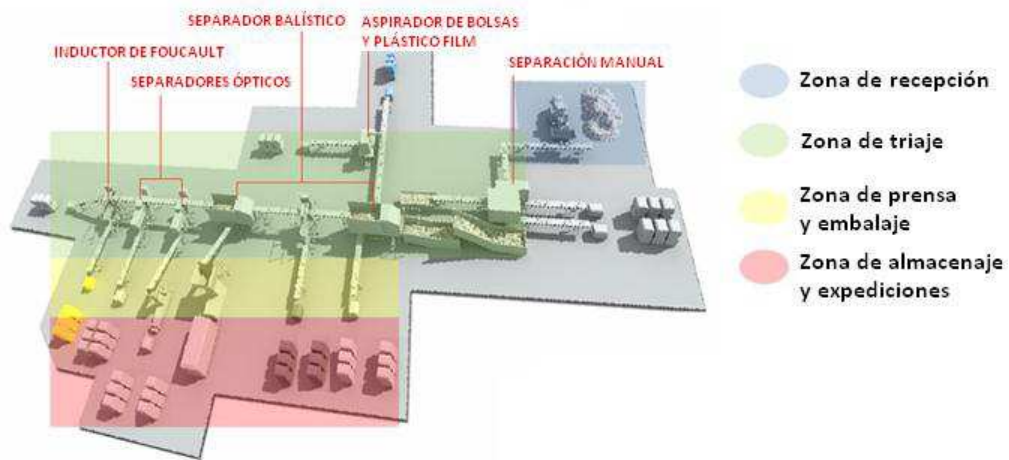 SEPARADOR BALÍSTICO
ASPIRADOR DE BOLSAS
Y PLÁSTICO FILM
INDUCTOR DE FOUCAULT
SEPARADORES ÓPTICOS
SEPARACIÓN MANUAL
Zona de recepción
Zona de triaje
Zona de prensa
y embalaje
Zona de almacenaje
y expediciones